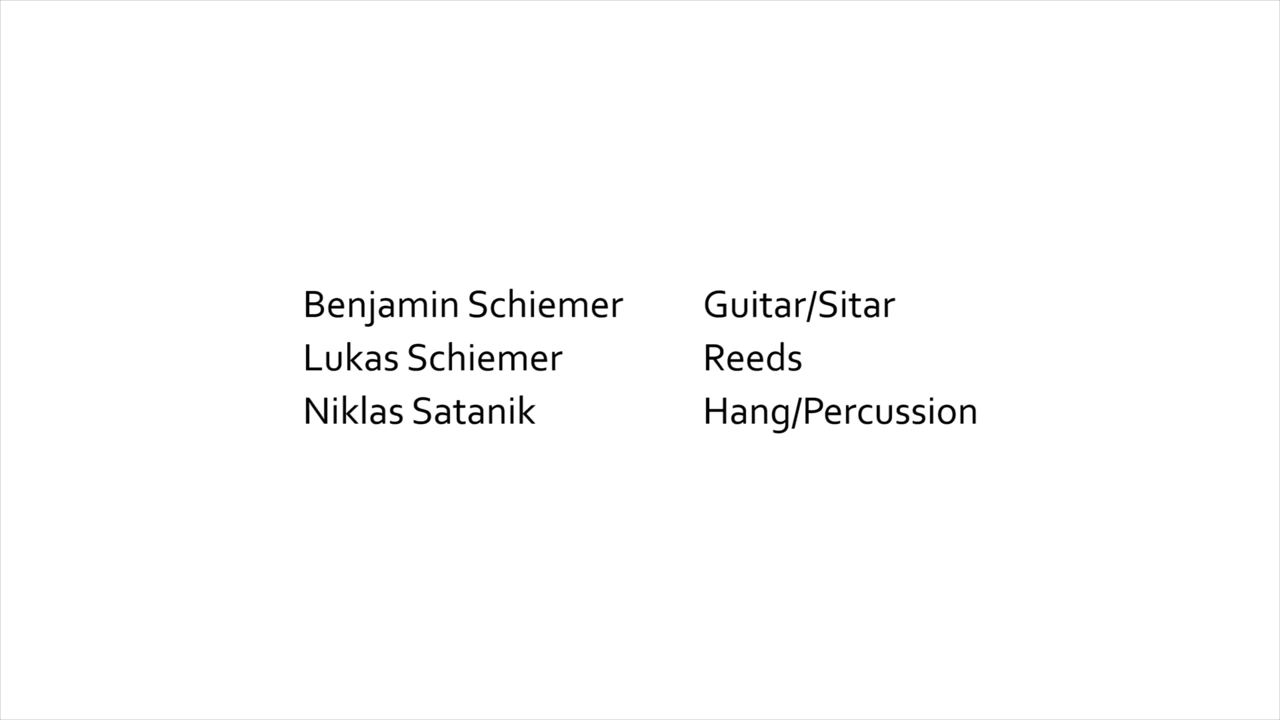 Benjamin Schiemer Guitar/Sitar
Lukas Schiemer Reeds
Niklas Satanik Hang/Percussion